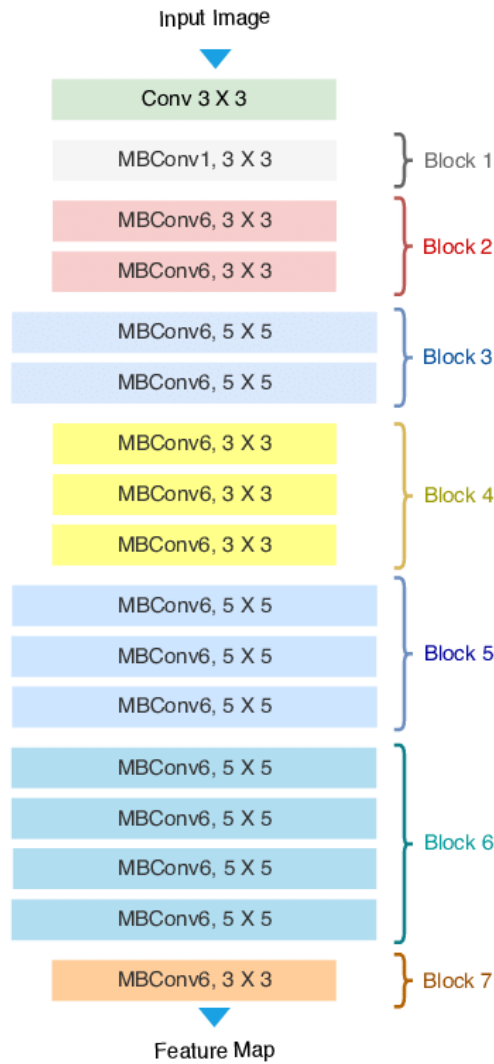 Input Image
Conv 3 X 3
MBConv1, 3 X 3
Block 1
MBConv6, 3 X 3
Block 2
MBConv6, 3 X 3
MBConv6, 5 X 5
Block 3
MBConv6, 5 X 5
MBConv6, 3 X 3
MBConv6, 3 X 3
Block 4
MBConv6, 3 X 3
MBConv6, 5 X 5
MBConv6, 5 X 5
Block 5
MBConv6, 5 X 5
MBConv6, 5 X 5
MBConv6, 5 X 5
Block 6
MBConv6, 5 X 5
MBConv6, 5 X 5
MBConv6, 3 X 3
Block 7
Feature Map